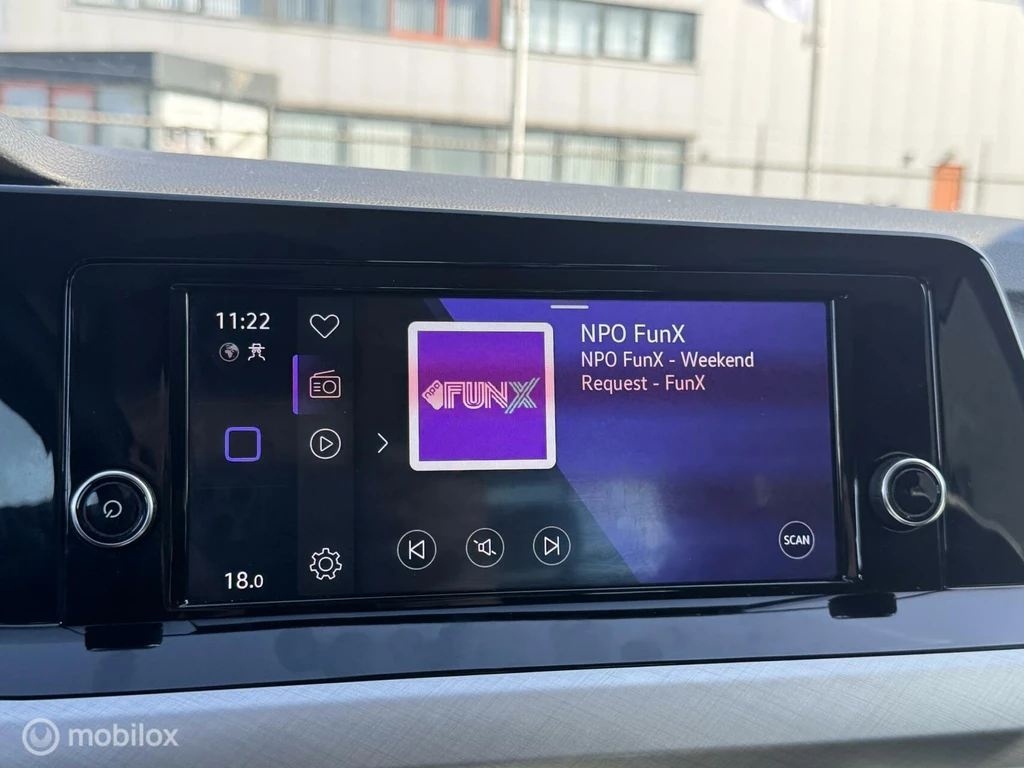 11:22
NPO FunX
NPO FunX - Weekend
Request - FunX
npo FUNX
SCAN
18.0
mobilox